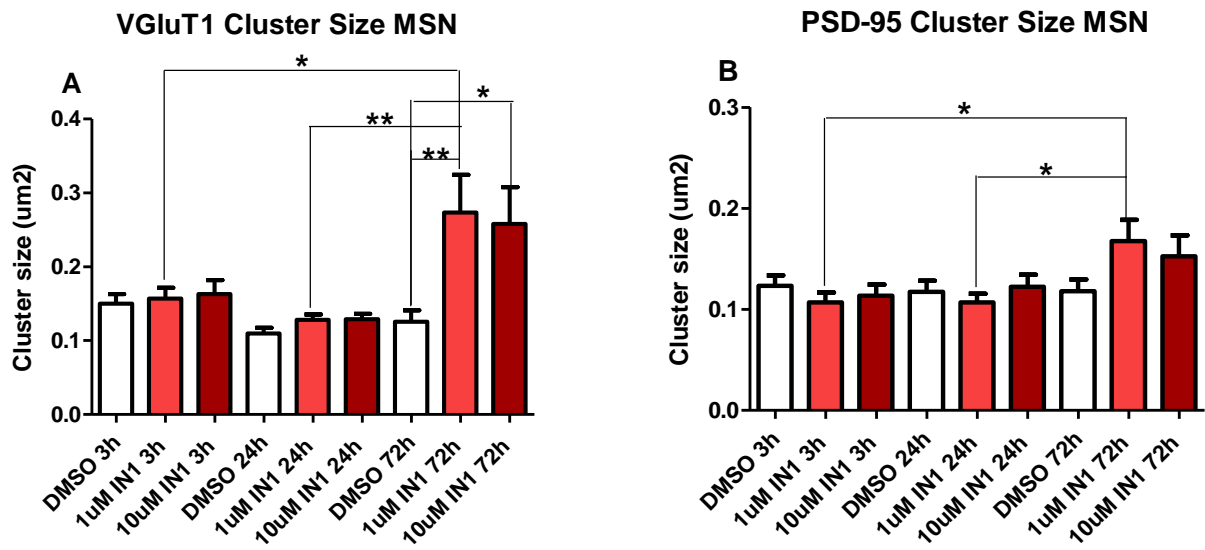 VGluT1 Cluster Size MSN
A
Cluster size (um2)
0.4
0.3
0.2
0.1
0.0
*
**
**
*
DMSO 3h
1uM IN1 3h
10uM IN1 3h
DMSO 24h
1uM IN1 24h
10uM IN1 24h
DMSO 72h
1uM IN1 72h
10uM IN1 72h
PSD-95 Cluster Size MSN
B
Cluster size (um2)
0.3
0.2
0.1
0.0
*
*
DMSO 3h
1uM IN1 3h
10uM IN1 3h
DMSO 24h
1uM IN1 24h
10uM IN1 24h
DMSO 72h
1uM IN1 72h
10uM IN1 72h